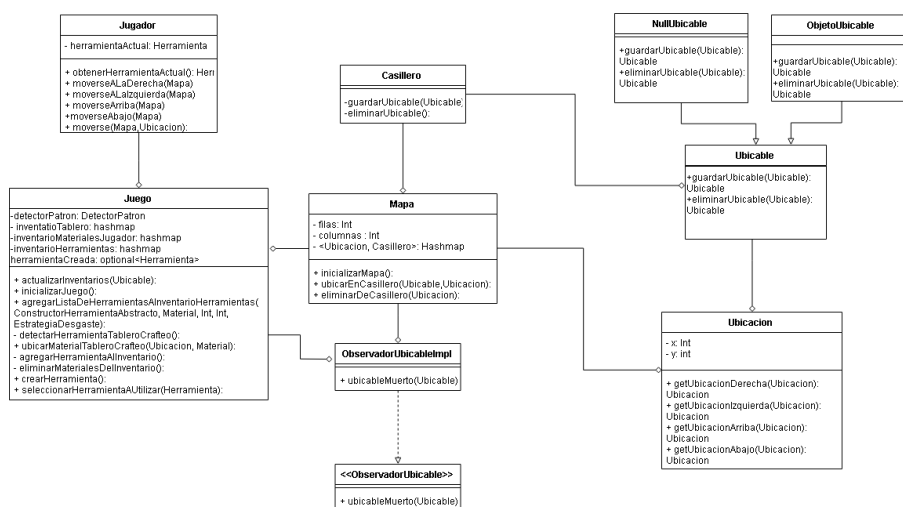 Jugador
- herramientaActual: Herramienta
+ obtenerHerramientaActual(): Herr
+ moverseALaDerecha(Mapa)
+ moverseALaIzquierda(Mapa)
+ moverseArriba(Mapa)
+moverseAbajo(Mapa)
+ moverse(Mapa,Ubicacion):
Casillero
-guardarUbicable(Ubicable)
-eliminarUbicable():
NullUbicable
+guardarUbicable(Ubicable):
Ubicable
+eliminarUbicable(Ubicable):
Ubicable
ObjetoUbicable
+guardarUbicable(Ubicable):
Ubicable
+eliminarUbicable(Ubicable):
Ubicable
Ubicable
+guardarUbicable(Ubicable):
Ubicable
+eliminarUbicable(Ubicable):
Ubicable
Juego
-detectorPatron: DetectorPatron
- inventatioTablero: hashmap
-inventarioMaterialesJugador: hashmap
-inventarioHerramientas: hashmap
herramientaCreada: optional<Herramienta>
+ actualizarInventarios(Ubicable):
+ inicializarJuego():
+ agregarListaDeHerramientasAInventarioHerramientas(
ConstructorHerramientaAbstracto, Material, Int, Int,
EstrategiaDesgaste):
- detectarHerramientaTableroCrafteo():
+ ubicarMaterialTableroCrafteo(Ubicacion, Material):
- agregarHerramientaAlInventario():
- eliminarMaterialesDelInventario():
+ crearHerramienta():
+ seleccionarHerramientaAUtilizar(Herramienta):
Mapa
- filas: Int
- columnas : Int
- <Ubicacion, Casillero>: Hashmap
+ inicializarMapa():
+ ubicarEnCasillero(Ubicable,Ubicacion):
+ eliminarDeCasillero(Ubicacion):
ObservadorUbicableImpl
+ ubicableMuerto(Ubicable)
<<ObservadorUbicable>>
+ ubicableMuerto(Ubicable)
Ubicacion
- x: Int
- y: int
+ getUbicacionDerecha(Ubicacion):
Ubicacion
+ getUbicacionIzquierda(Ubicacion):
Ubicacion
+ getUbicacionArriba(Ubicacion):
Ubicacion
+ getUbicacionAbajo(Ubicacion):
Ubicacion